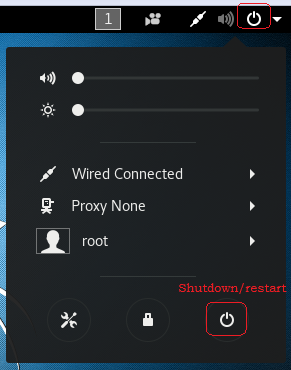 1
Wired Connected
Proxy None
root
Shutdown/restart